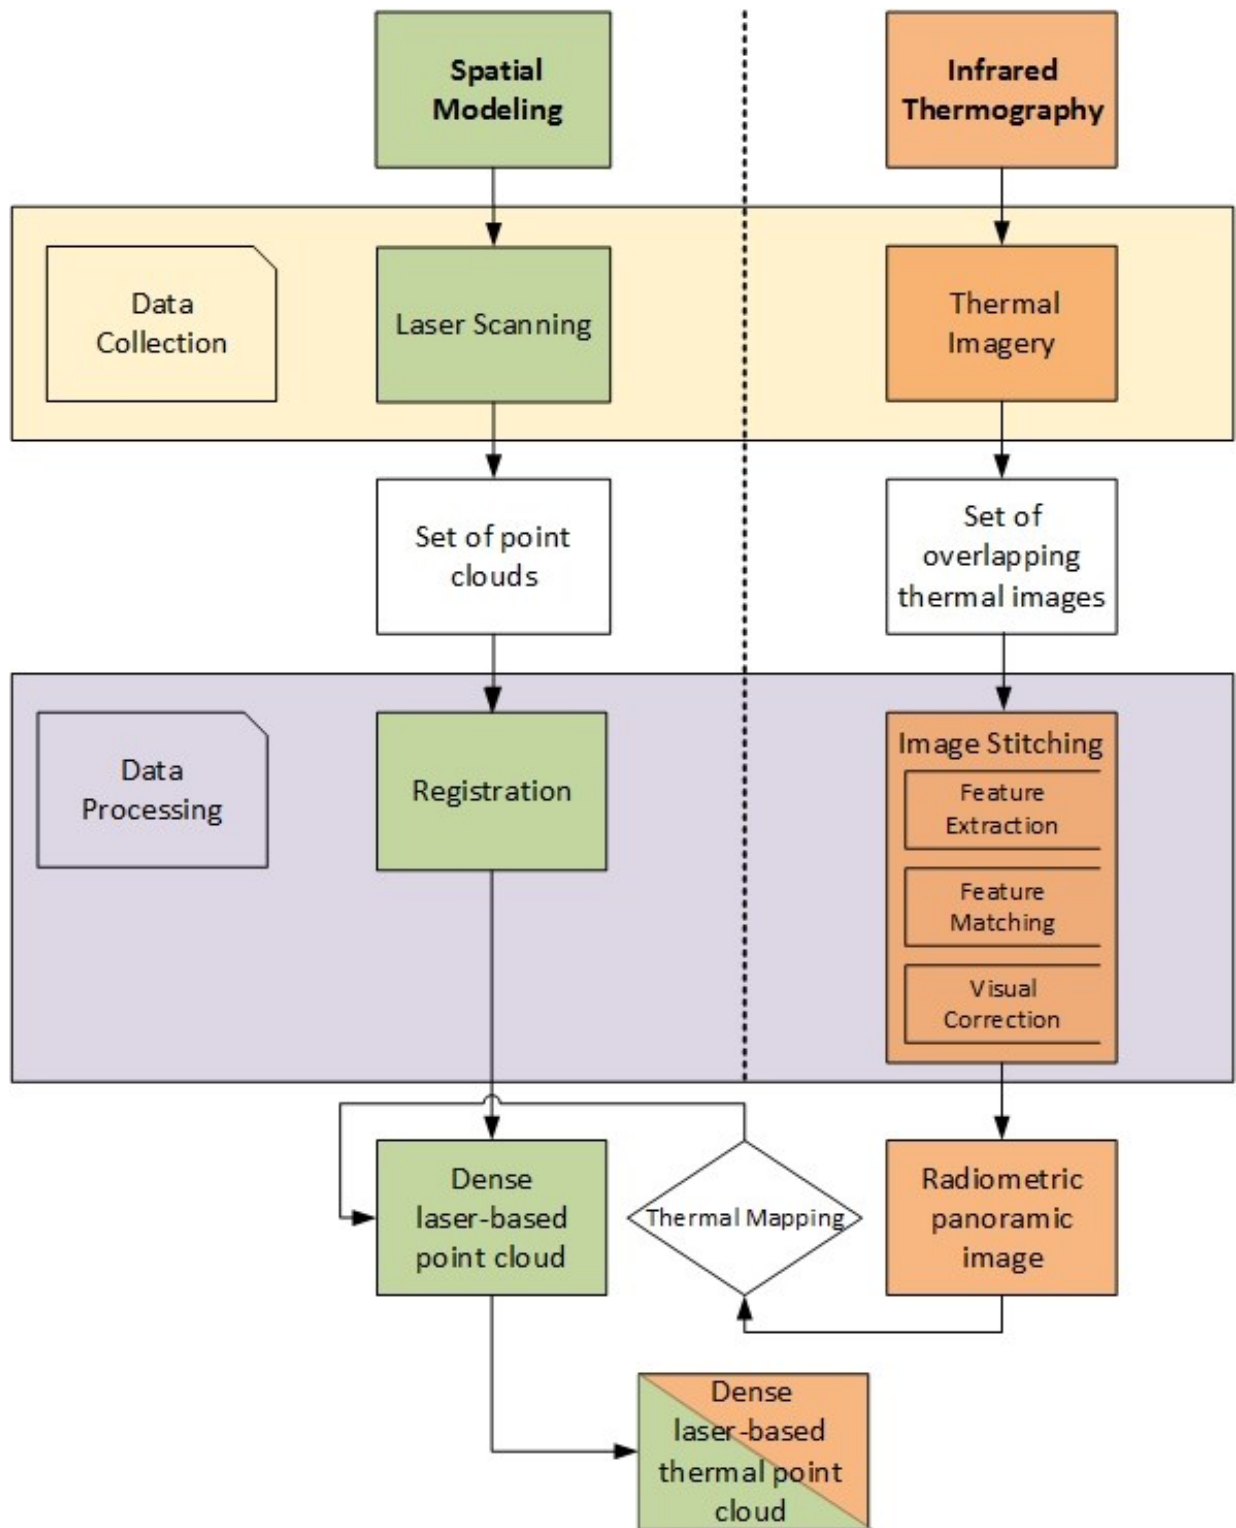 Spatial
Modeling
Infrared
Thermography
Data
Collection
Laser Scanning
Thermal
Imagery
Set of point
clouds
Set of
overlapping
thermal images
Data
Processing
Registration
Image Stitching
Feature
Extraction
Feature
Matching
Visual
Correction
Dense
laser-based
point cloud
Thermal Mapping
Radiometric
panoramic
image
Dense
laser-based
thermal point
cloud